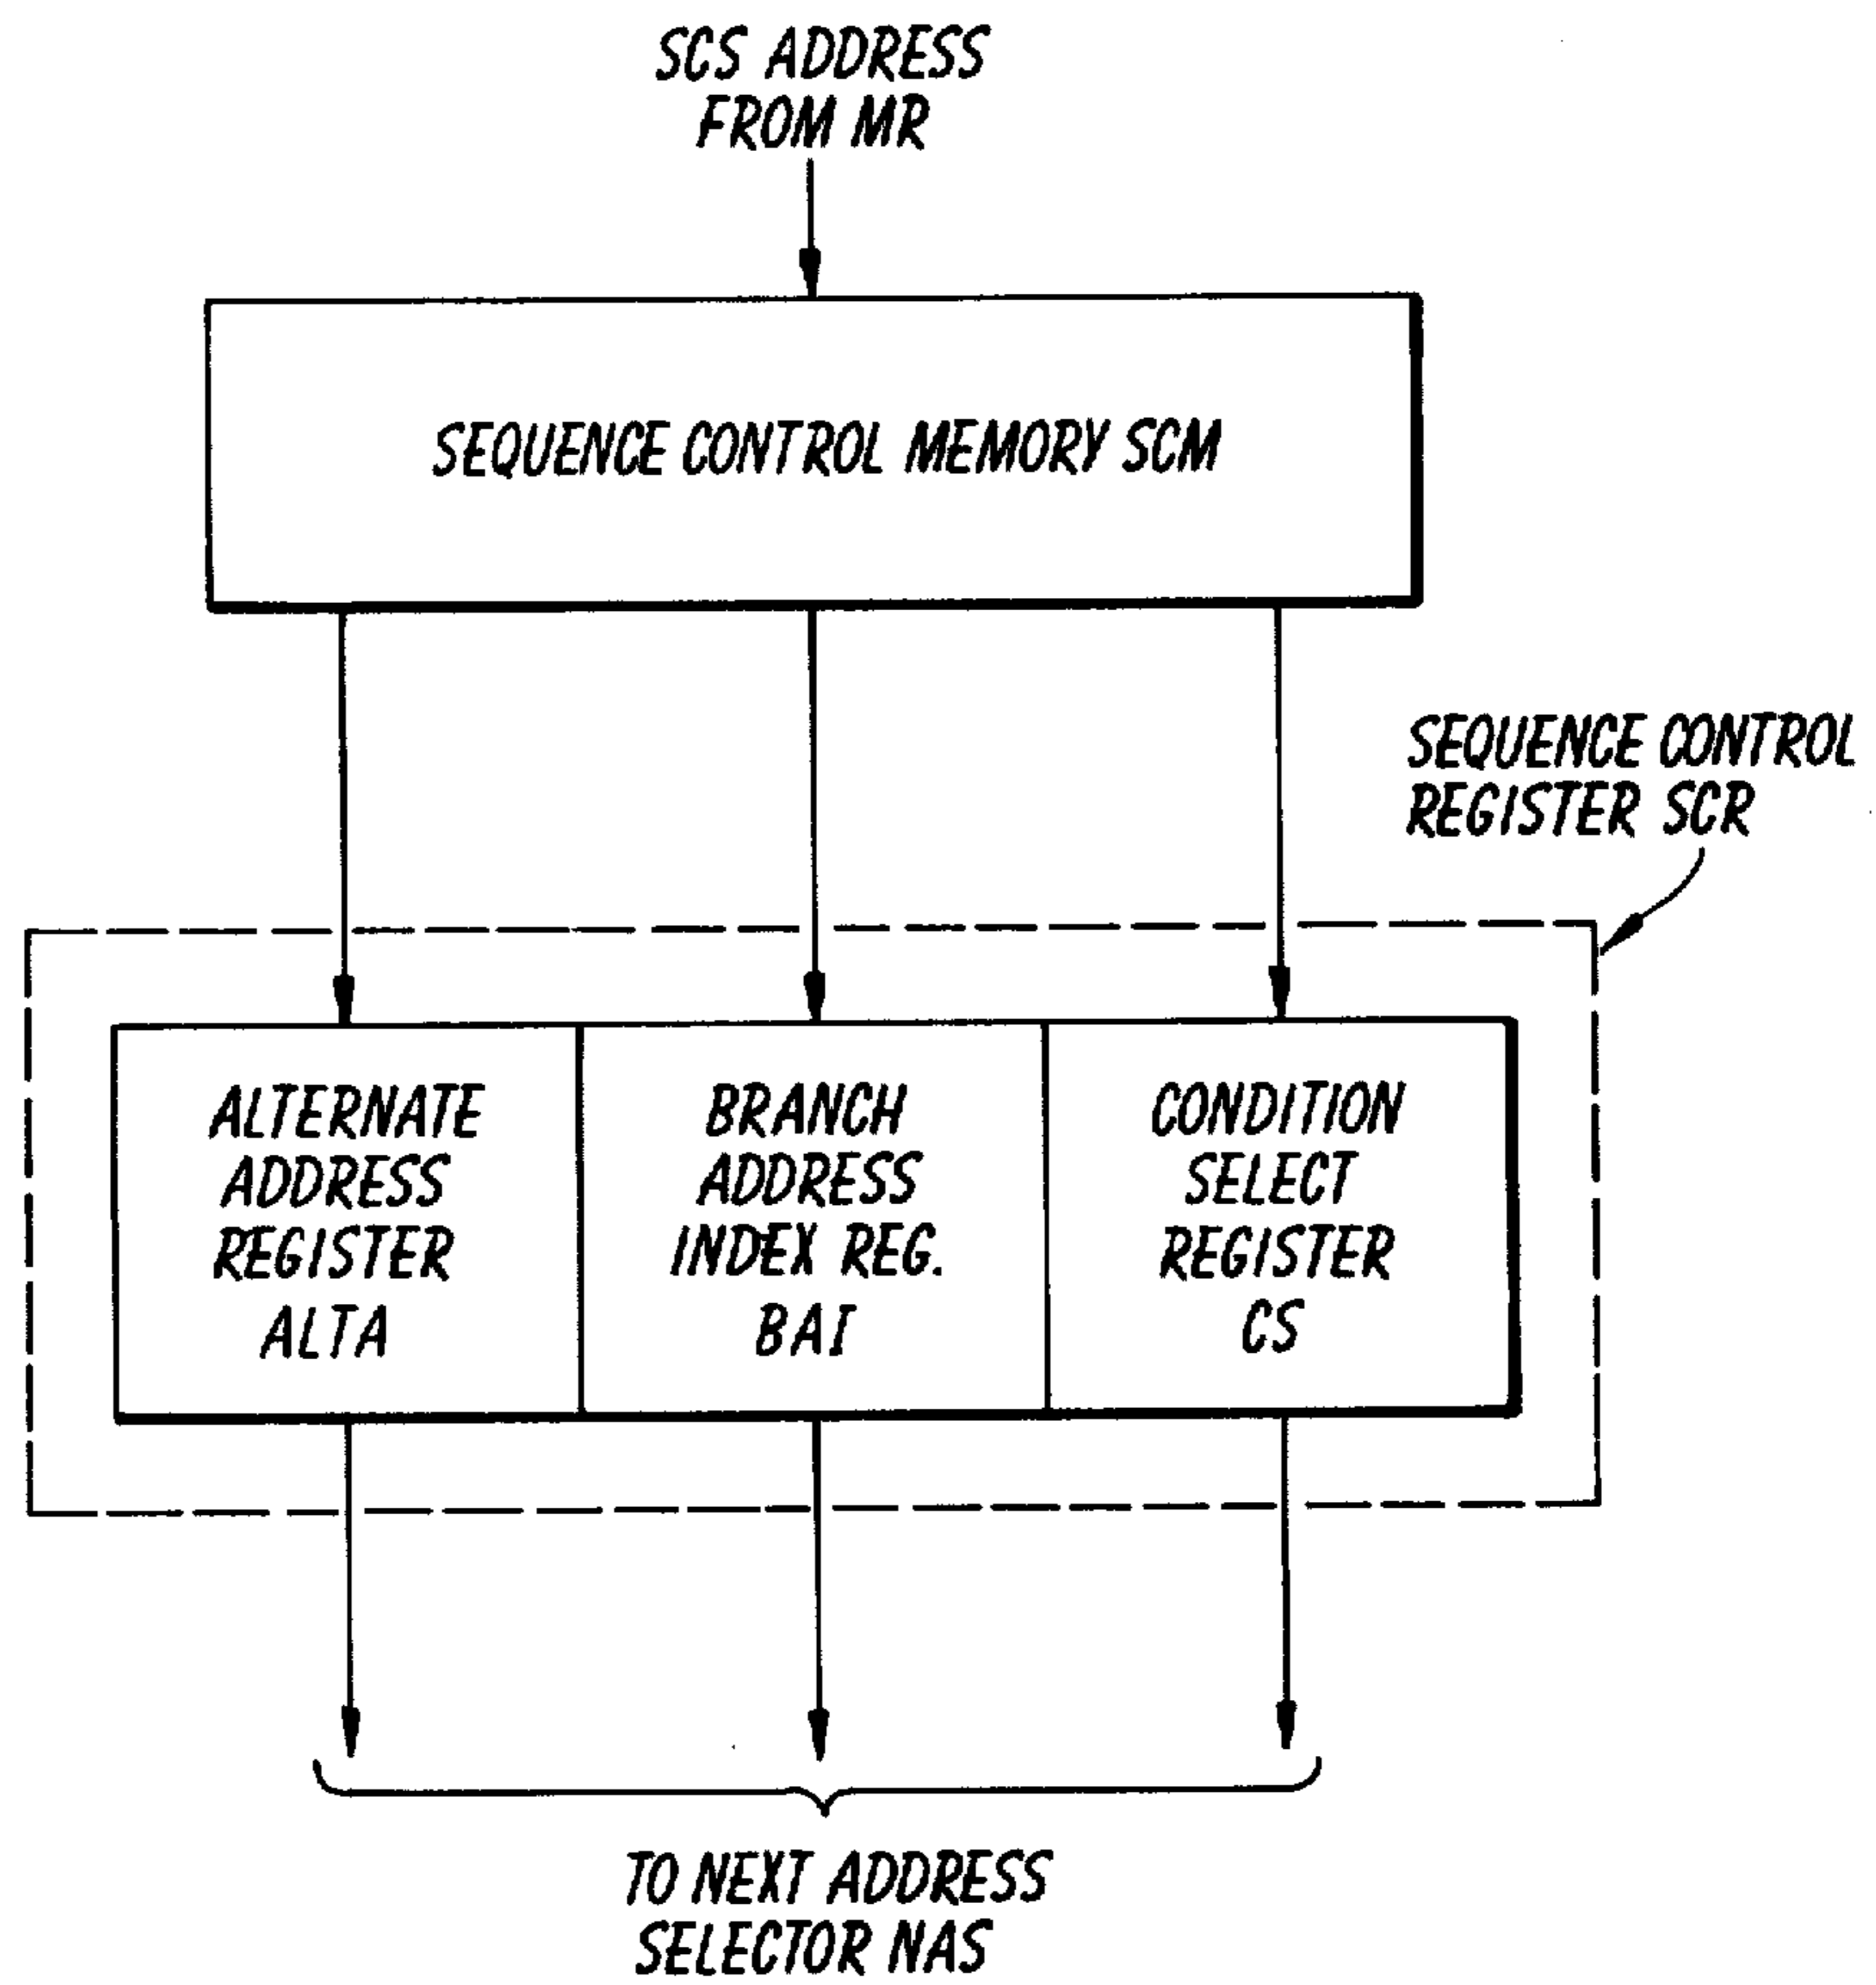 SCS ADDRESS
FROM MR
SEQUENCE CONTROL MEMORY SCM
SEQUENCE CONTROL
REGISTER SCR
ALTERNATE
ADDRESS
REGISTER
ALTA
BRANCH
ADDRESS
INDEX REG.
BAI
CONDITION
SELECT
REGISTER
CS
TO NEXT ADDRESS
SELECTOR NAS